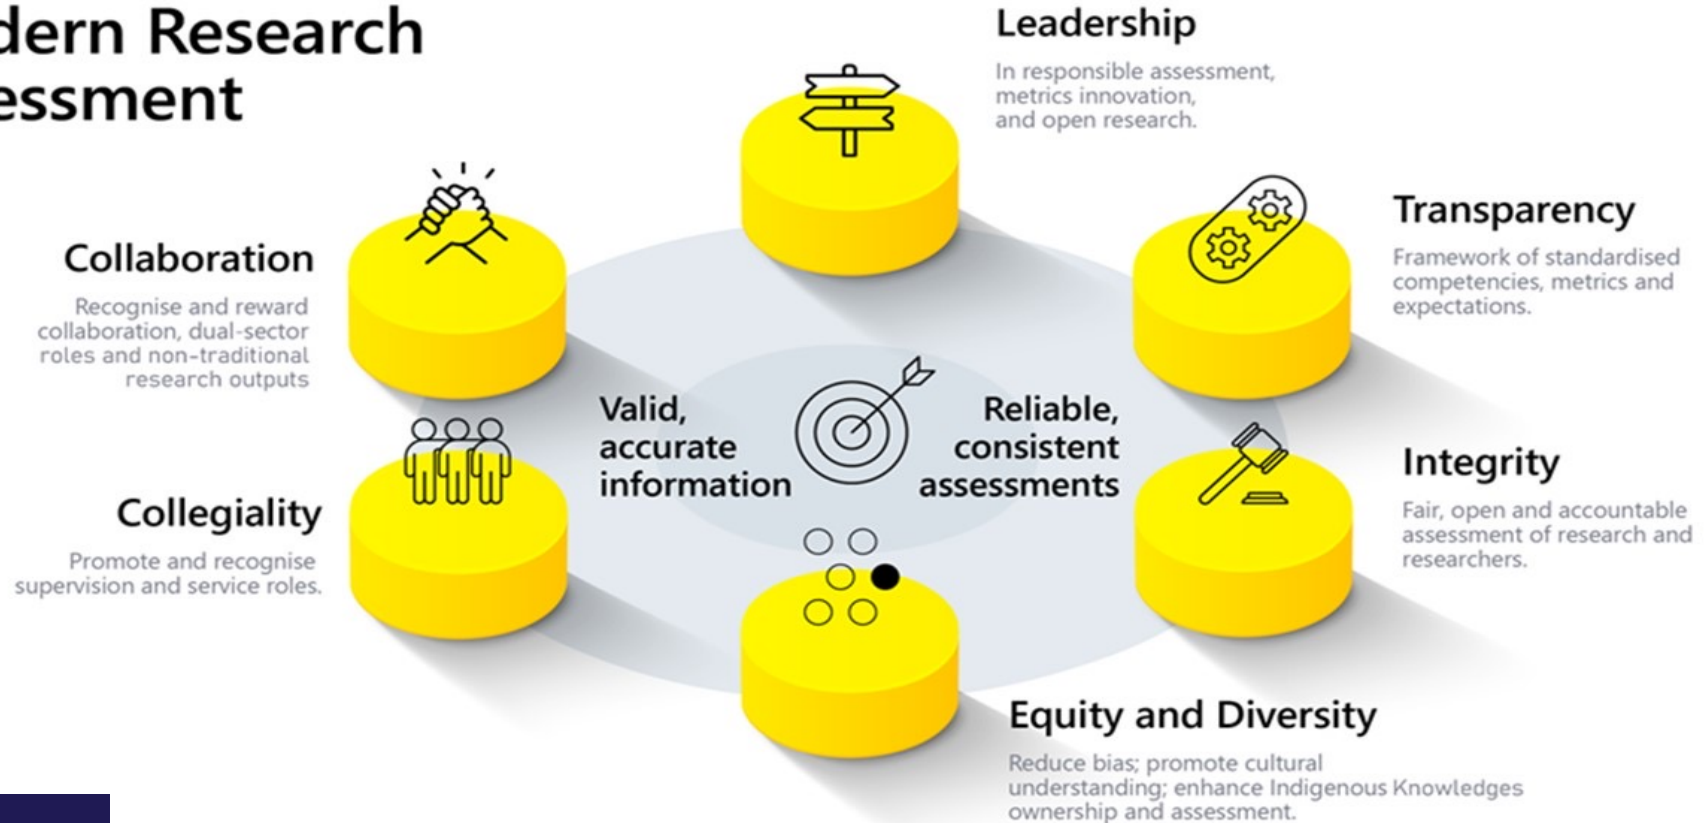 dern Research
essment
Leadership
In responsible assessment,
metrics innovation,
and open research.
Transparency
Framework of standardised
competencies, metrics and
expectations.
Collaboration
Recognise and reward
collaboration, dual-sector
roles and non-traditional
research outputs
Valid,
accurate
information
Reliable,
consistent
assessments
Integrity
Fair, open and accountable
assessment of research and
researchers.
Collegiality
Promote and recognise
supervision and service roles.
Equity and Diversity
Reduce bias; promote cultural
understanding; enhance Indigenous Knowledges
ownership and assessment.